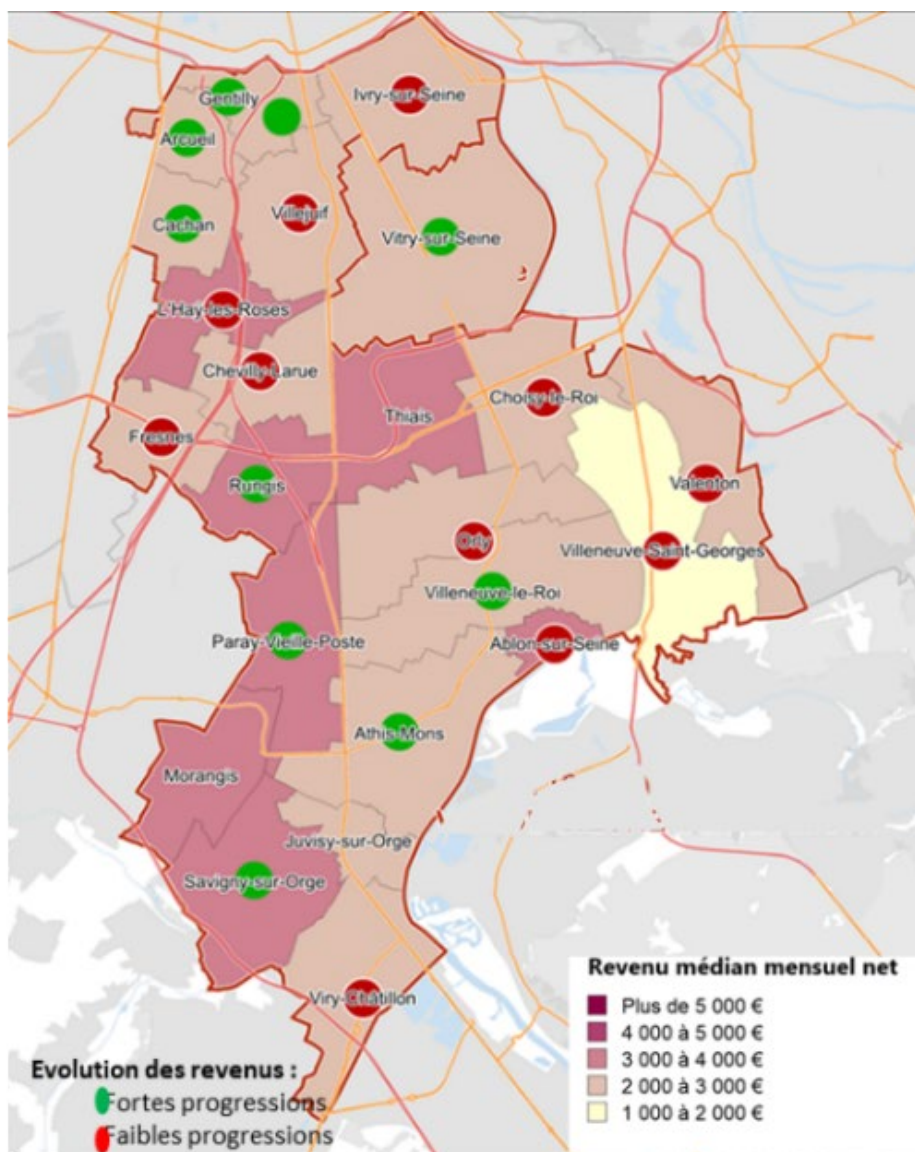 Gentilly
Ivry-sur-Seine
Arcueil
Cachan
Villejuif
Vitry-sur-Seine
L'Haÿ-les-Roses
Chevilly-Larue
Choisy-le-Roi
Thiais
Fresnes
Rungis
Valenton
Orly
Villeneuve-Saint-Georges
Villeneuve-le-Roi
Paray-Vieille-Poste
Ablon-sur-Seine
Athis-Mons
Morangis
Juvisy-sur-Orge
Savigny-sur-Orge
Viry-Châtillon
Revenu médian mensuel net
Plus de 5 000 €
4 000 à 5 000 €
3 000 à 4 000 €
2 000 à 3 000 €
1 000 à 2 000 €
Evolution des revenus :
Fortes progressions
Faibles progressions